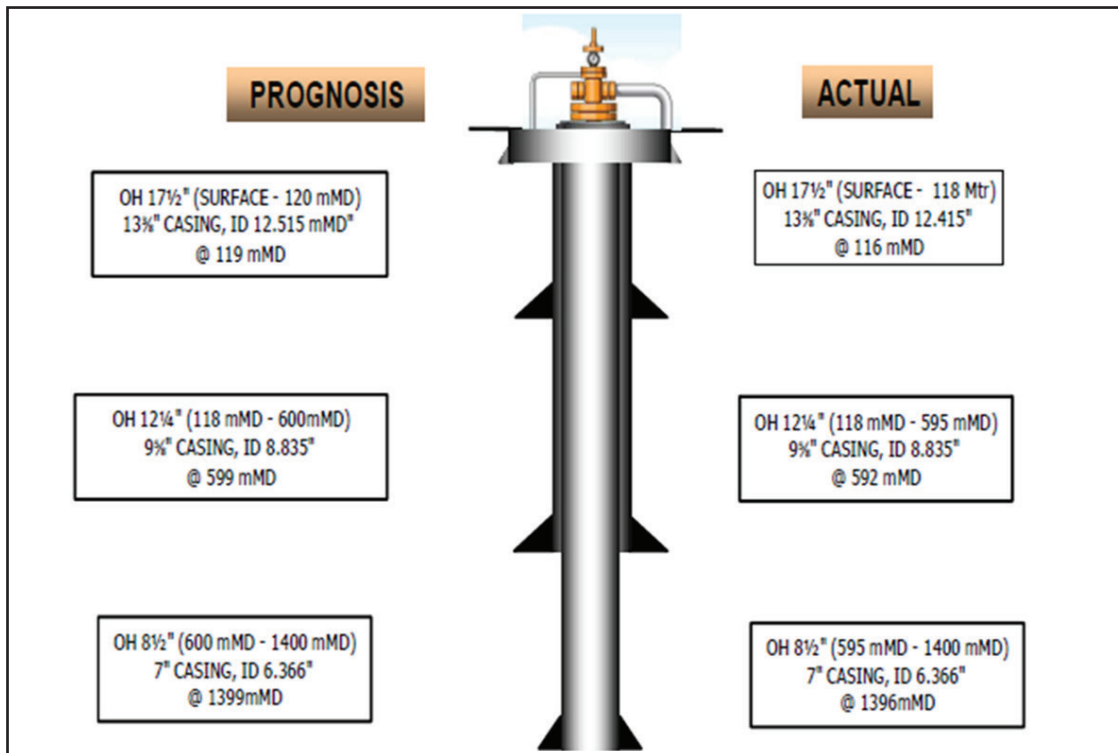 PROGNOSIS
OH 17½" (SURFACE - 120 mMD)
13⅜" CASING, ID 12.515 mMD"
@ 119 mMD
OH 12¼" (118 mMD - 600mMD)
9⅝" CASING, ID 8.835"
@ 599 mMD
OH 8½" (600 mMD - 1400 mMD)
7" CASING, ID 6.366"
@ 1399mMD
ACTUAL
OH 17½" (SURFACE - 118 Mtr)
13⅜" CASING, ID 12.415"
@ 116 mMD
OH 12¼" (118 mMD - 595 mMD)
9⅝" CASING, ID 8.835"
@ 592 mMD
OH 8½" (595 mMD - 1400 mMD)
7" CASING, ID 6.366"
@ 1396mMD